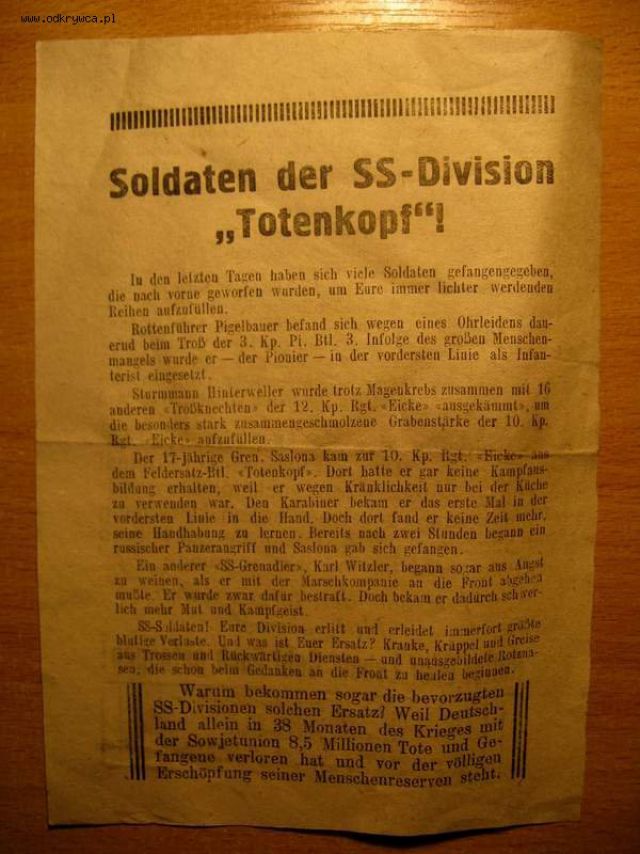 www.odkrywca.pl
Soldaten der SS-Division
„Totenkopf“!
In den letzten Tagen haben sich viele Soldaten gefangengegeben,
die nach vorne geworfen wurden, um Eure immer lichter werdenden
Reihen aufzufüllen.
Rottenführer Pigelbauer befand sich wegen eines Ohrleidens dau-
ernd beim Troß der 3. Kp. Pi. Btl. 3. Infolge des großen Menschen-
mangels wurde er — der Pionier — in der vordersten Linie als Infan-
terist eingesetzt.
Sturmmann Hinterweller wurde trotz Magenkrebs zusammen mit 16
anderen «Troßknechten» der 12. Kp. Rgt. «Eicke» «ausgekämmt», um
die besonders stark zusammengeschmolzene Grabenstärke der 10. Kp.
Rgt. «Eicke» aufzufüllen.
Der 17-jährige Gren. Saslona kam zur 10. Kp. Rgt. «Eicke» aus
dem Feldersatz-Btl. «Totenkopf». Dort hatte er gar keine Kampfaus-
bildung erhalten, weil er wegen Kränklichkeit nur bei der Küche
zu verwenden war. Den Karabiner bekam er das erste Mal in der
vordersten Linie in die Hand. Doch dort fand er keine Zeit mehr,
seine Handhabung zu lernen. Bereits nach zwei Stunden begann ein
russischer Panzerangriff und Saslona gab sich gefangen.
Ein anderer «SS-Grenadier», Karl Witzler, begann sogar aus Angst
zu weinen, als er mit der Marschkompanie an die Front abgehen
mußte. Er wurde zwar dafür bestraft. Doch bekam er dadurch schwer-
lich mehr Mut und Kampfgeist.
SS-Soldaten! Eure Division erlitt und erleidet immerfort größte
blutige Verluste. Und was ist Euer Ersatz? Kranke, Krüppel und Greise
aus Trossen und Rückwärtigen Diensten — und unausgebildete Rotzna-
sen, die schon beim Gedanken an die Front zu heulen beginnen.
Warum bekommen sogar die bevorzugten
SS-Divisionen solchen Ersatz? Weil Deutsch-
land allein in 38 Monaten des Krieges mit
der Sowjetunion 8,5 Millionen Tote und Ge-
fangene verloren hat und vor der völligen
Erschöpfung seiner Menschenreserven steht.